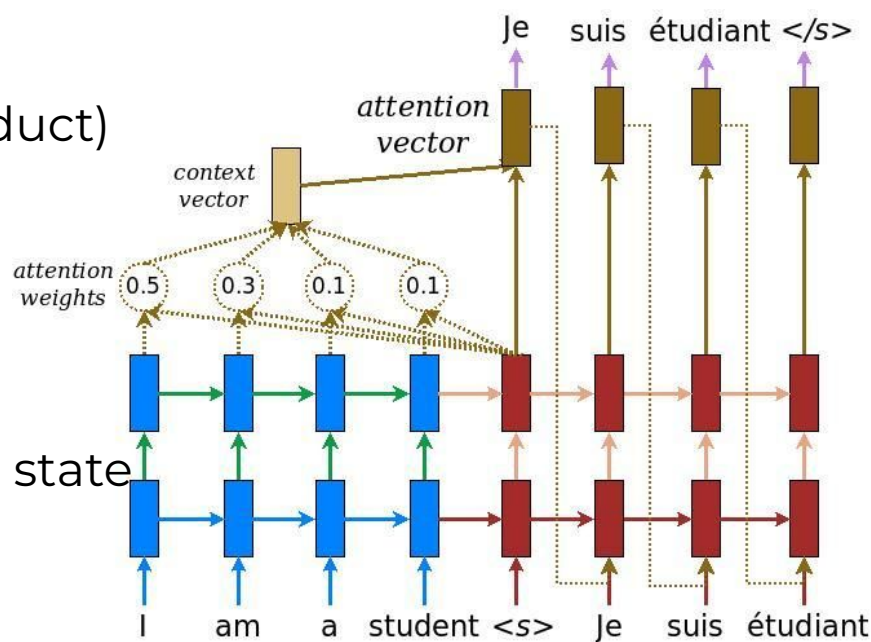 Je suis étudiant </s>
duct)
attention
vector
context
vector
attention
weights
0.5 0.3 0.1 0.1
state
I am a student <s> Je suis étudiant